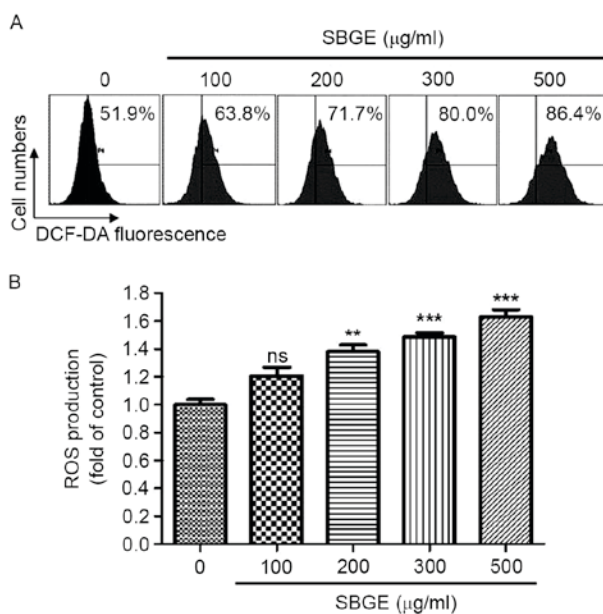 A
SBGE (μg/ml)
0 100 200 300 500
51.9% 63.8% 71.7% 80.0% 86.4%
Cell numbers
DCF-DA fluorescence
B
ROS production
(fold of control)
1.8
1.6
1.4
1.2
1.0
0.8
0.6
0.4
0.2
0.0
ns ** *** ***
0 100 200 300 500
SBGE (μg/ml)